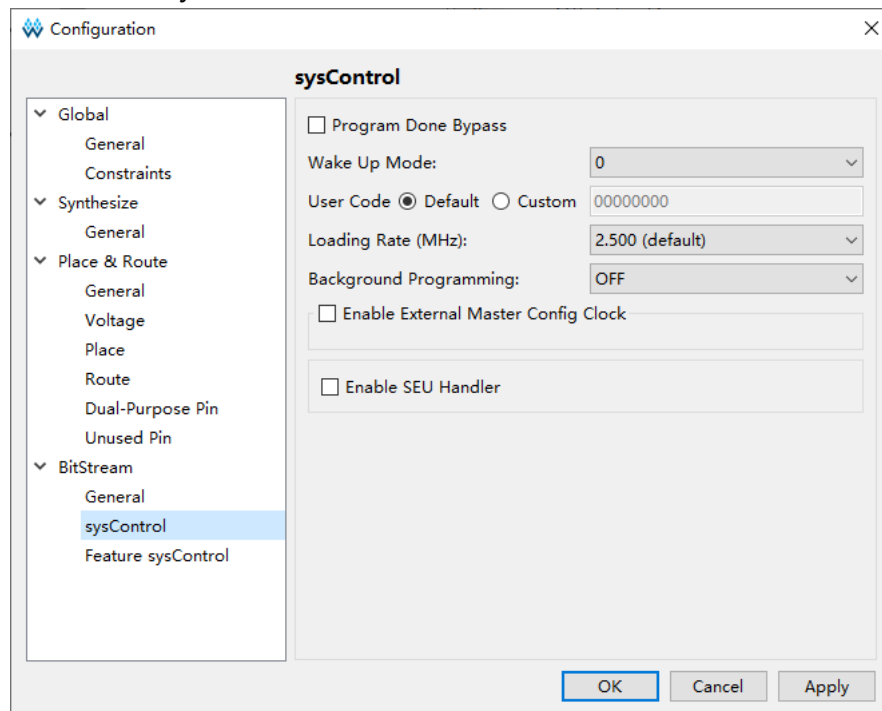 Configuration
sysControl
Global
General
Constraints
Synthesize
General
Place & Route
General
Voltage
Place
Route
Dual-Purpose Pin
Unused Pin
BitStream
General
sysControl
Feature sysControl
Program Done Bypass
Wake Up Mode: 0
User Code Default Custom 00000000
Loading Rate (MHz): 2.500 (default)
Background Programming: OFF
Enable External Master Config Clock
Enable SEU Handler
OK Cancel Apply